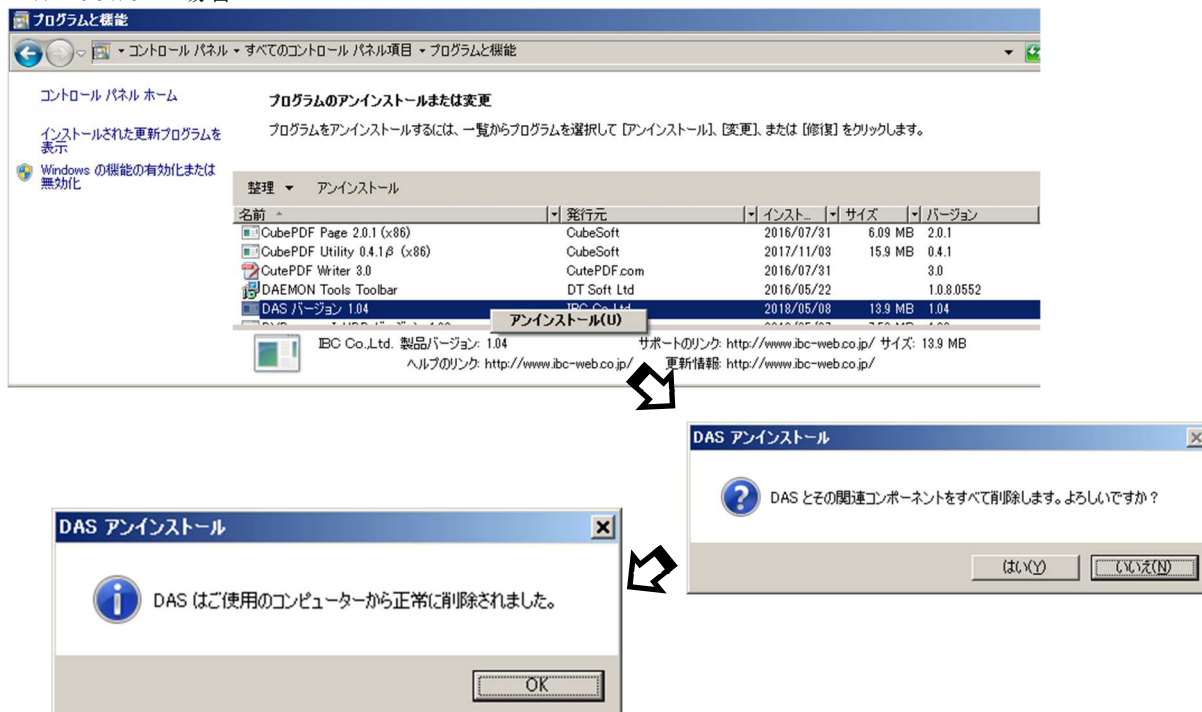 プログラムと機能
コントロール パネル ▾ すべてのコントロール パネル項目 ▾ プログラムと機能
コントロール パネル ホーム
インストールされた更新プログラムを
表示
Windows の機能の有効化または
無効化
プログラムのアンインストールまたは変更
プログラムをアンインストールするには、一覧からプログラムを選択して [アンインストール]、[変更]、または [修復] をクリックします。
整理 ▾ アンインストール
名前 発行元 インスト... サイズ バージョン
CubePDF Page 2.0.1 (x86) CubeSoft 2016/07/31 6.09 MB 2.0.1
CubePDF Utility 0.4.1β (x86) CubeSoft 2017/11/03 15.9 MB 0.4.1
CutePDF Writer 3.0 CutePDF.com 2016/07/31 3.0
DAEMON Tools Toolbar DT Soft Ltd 2016/05/22 1.0.8.0552
DAS バージョン 1.04 IBC Co.,Ltd. 2018/05/08 13.9 MB 1.04
アンインストール(U)
IBC Co.,Ltd. 製品バージョン: 1.04 サポートのリンク: http://www.ibc-web.co.jp/ サイズ: 13.9 MB
ヘルプのリンク: http://www.ibc-web.co.jp/ 更新情報: http://www.ibc-web.co.jp/
DAS アンインストール
DAS とその関連コンポーネントをすべて削除します。よろしいですか?
はい(Y) いいえ(N)
DAS アンインストール
DAS はご使用のコンピューターから正常に削除されました。
OK